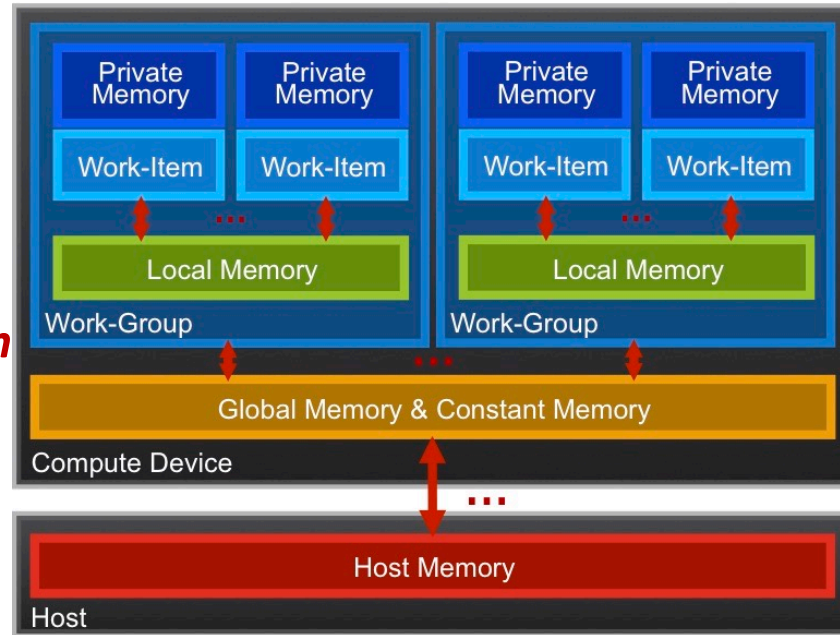 Private Memory
Private Memory
Private Memory
Private Memory
Work-Item
Work-Item
Work-Item
Work-Item
...
...
Local Memory
Local Memory
Work-Group
Work-Group
n
...
Global Memory & Constant Memory
Compute Device
...
Host Memory
Host